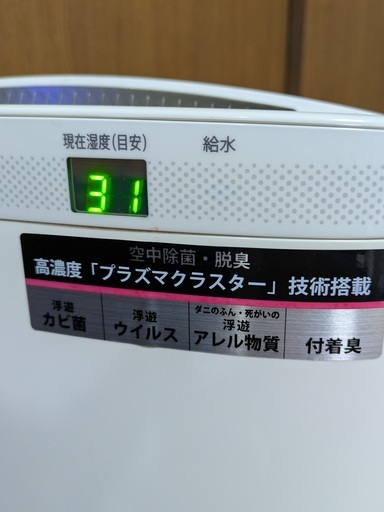 現在湿度(目安) 給水
31
空中除菌・脱臭
高濃度「プラズマクラスター」技術搭載
浮遊
カビ菌
浮遊
ウイルス
ダニのふん・死がいの
浮遊
アレル物質
付着臭